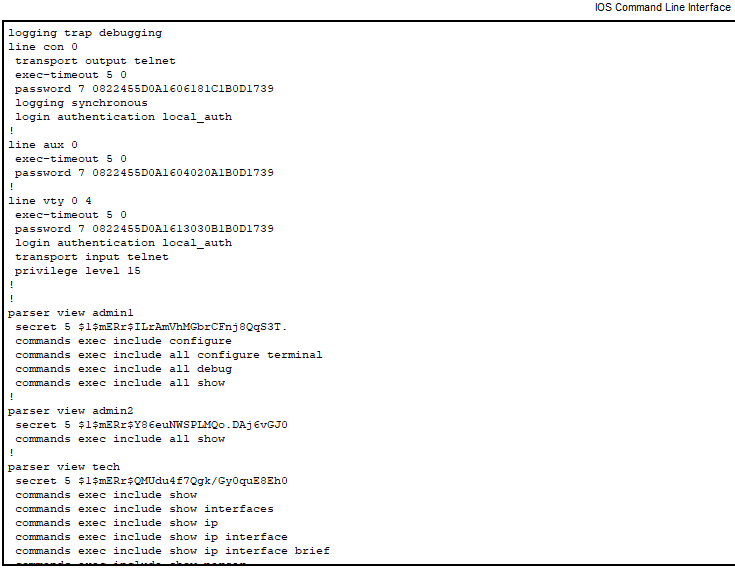 IOS Command Line Interface
logging trap debugging
line con 0
transport output telnet
exec-timeout 5 0
password 7 0822455D0A1606181C1B0D1739
logging synchronous
login authentication local_auth
!
line aux 0
exec-timeout 5 0
password 7 0822455D0A1604020A1B0D1739
!
line vty 0 4
exec-timeout 5 0
password 7 0822455D0A1613030B1B0D1739
login authentication local_auth
transport input telnet
privilege level 15
!
!
parser view admin1
secret 5 $1$mERr$ILrAmVhMGbrCFnj8QqS3T.
commands exec include configure
commands exec include all configure terminal
commands exec include all debug
commands exec include all show
!
parser view admin2
secret 5 $1$mERr$Y86euNWSPLMQo.DAj6vGJ0
commands exec include all show
!
parser view tech
secret 5 $1$mERr$QMUdu4f7Qgk/Gy0quE8Eh0
commands exec include show
commands exec include show interfaces
commands exec include show ip
commands exec include show ip interface
commands exec include show ip interface brief
commands exec include show parser